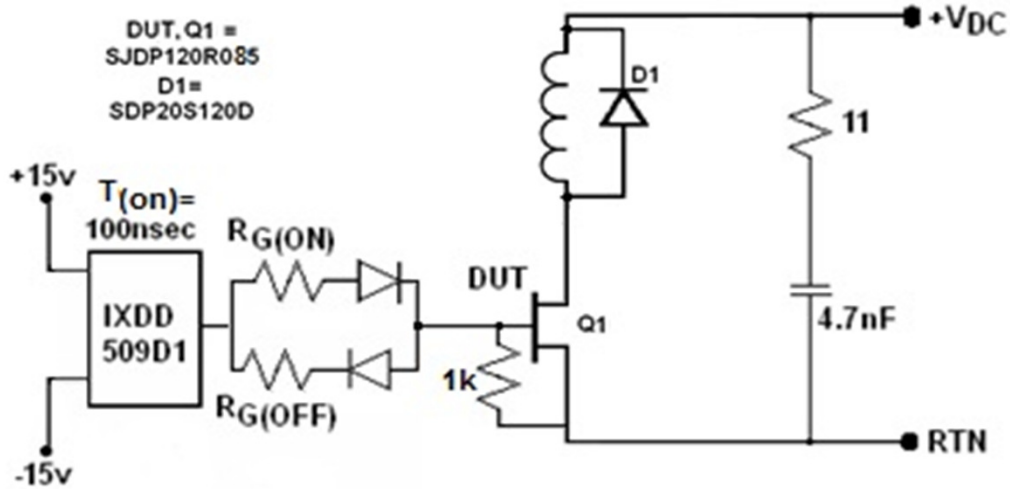 DUT, Q1 =
SJDP120R085
D1=
SDP20S120D
+VDC
D1
11
+15v
T(on)=
100nsec
RG(ON)
DUT
IXDD
509D1
Q1
4.7nF
1k
RG(OFF)
RTN
-15v